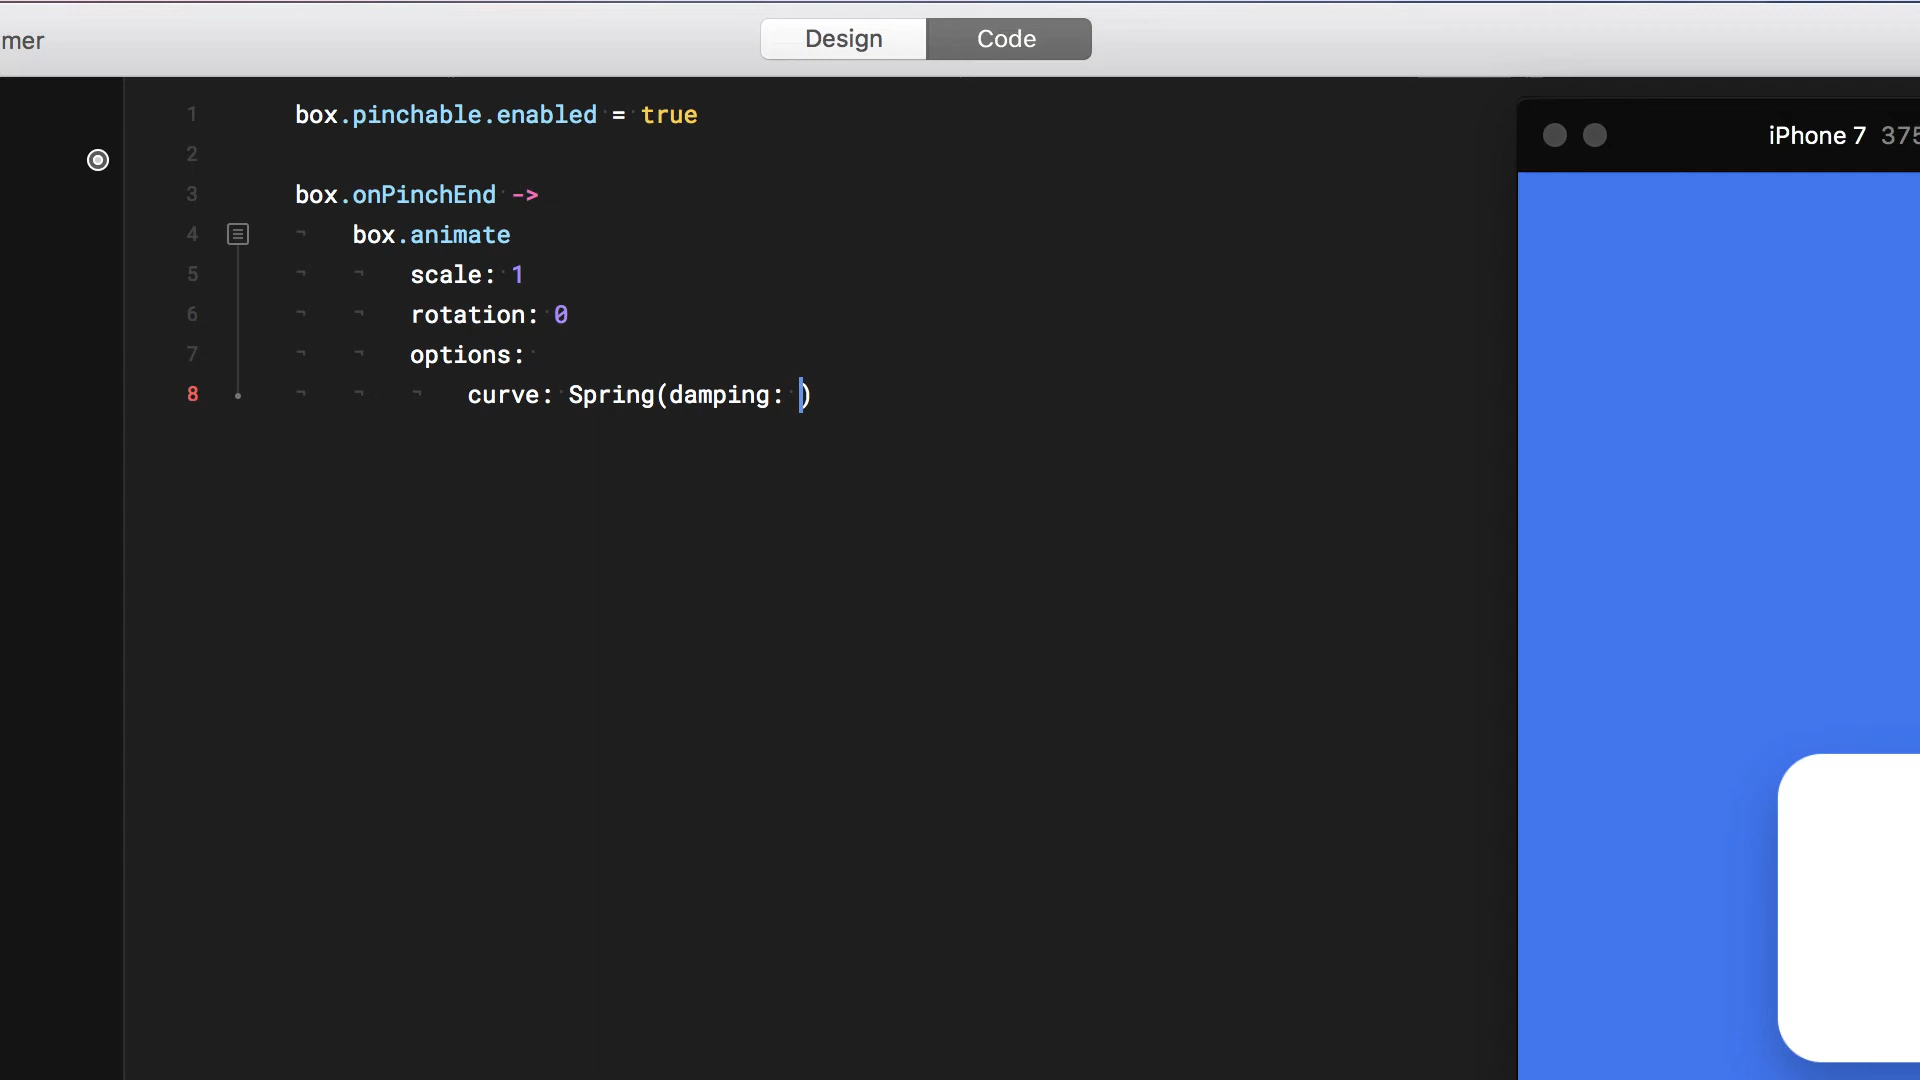 mer
Design
Code
1 box.pinchable.enabled = true
2
3 box.onPinchEnd ->
4 box.animate
5 scale: 1
6 rotation: 0
7 options:
8 curve: Spring(damping: )
iPhone 7 375